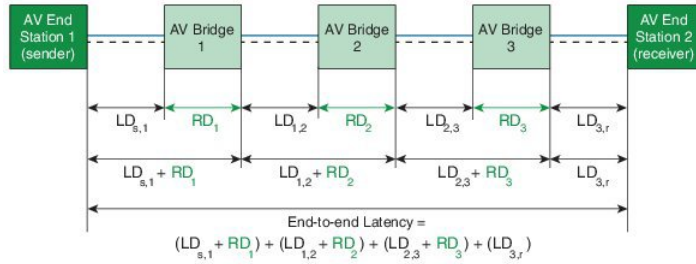 AV End
Station 1
(sender)
AV Bridge
1
AV Bridge
2
AV Bridge
3
AV End
Station 2
(receiver)
LDs,1 RD1 LD1,2 RD2 LD2,3 RD3 LD3,r
LDs,1 + RD1 LD1,2 + RD2 LD2,3 + RD3 LD3,r
End-to-end Latency =
(LDs,1 + RD1) + (LD1,2 + RD2) + (LD2,3 + RD3) + (LD3,r)